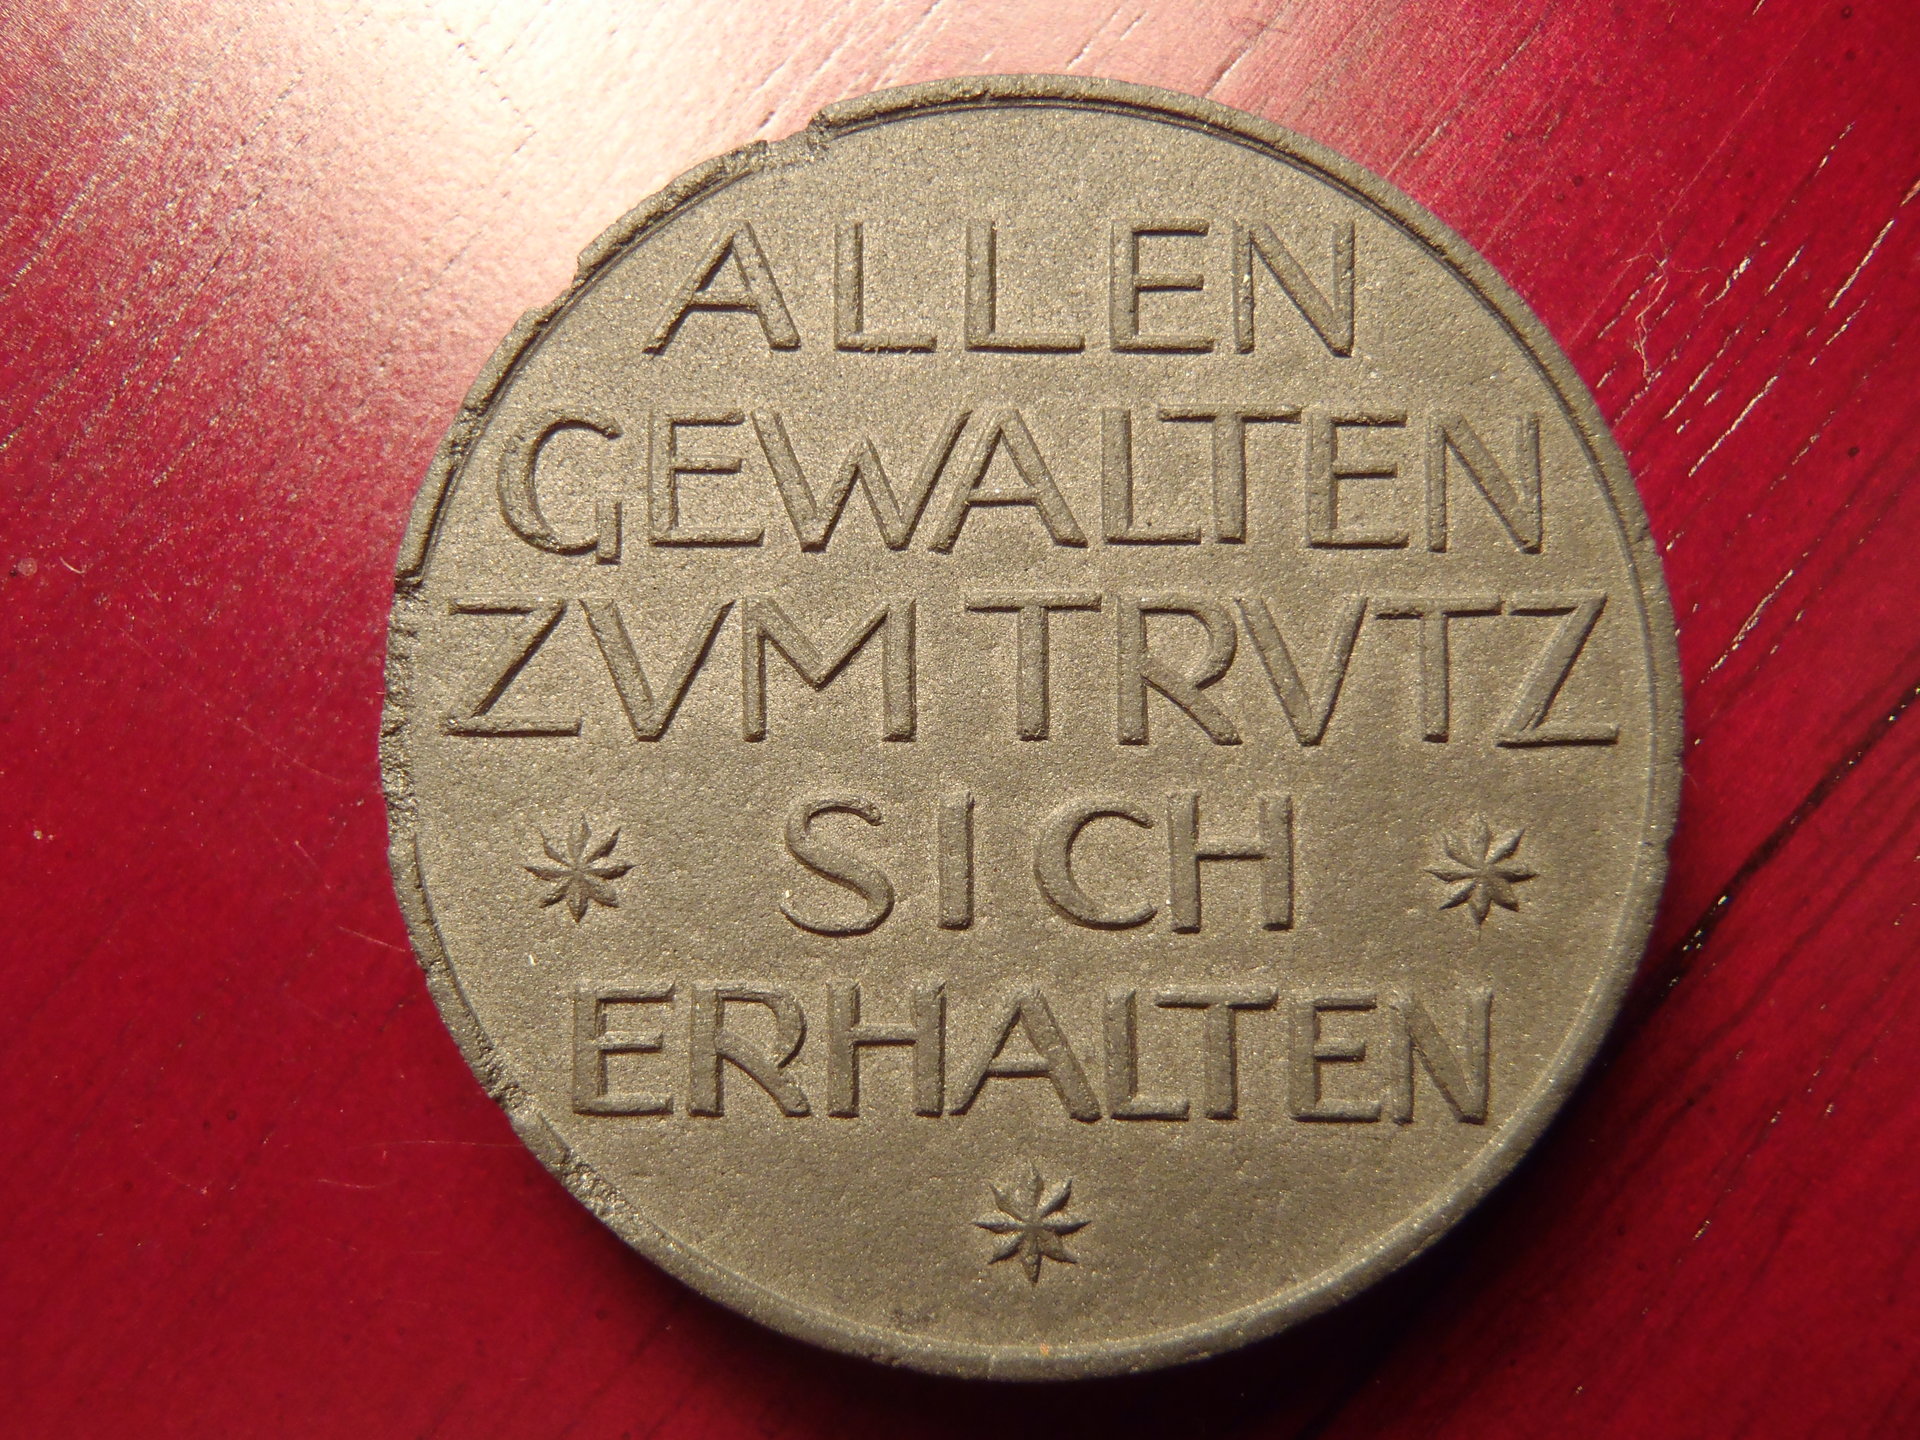 ALLEN
GEWALTEN
ZVM TRVTZ
SICH
ERHALTEN